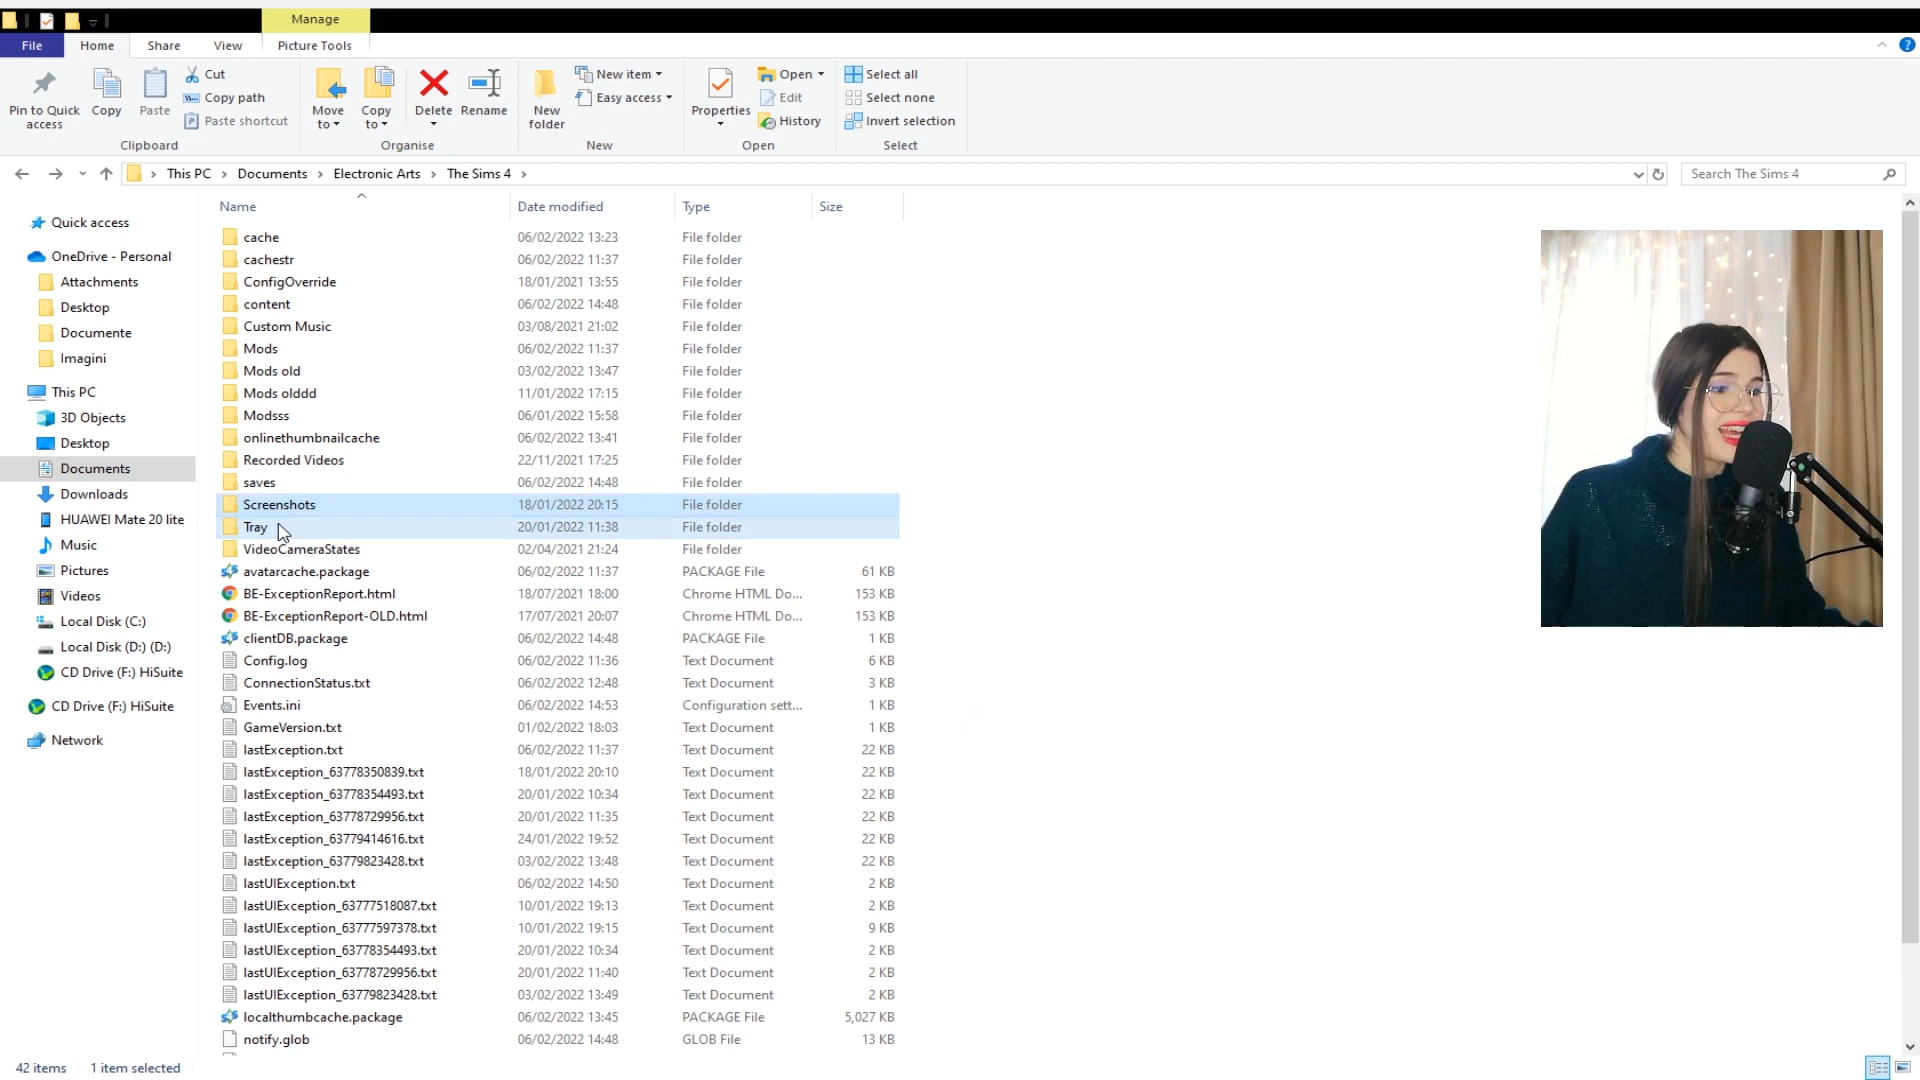 Manage
File Home Share View Picture Tools
Pin to Quick access
Copy
Paste
Cut
Copy path
Paste shortcut
Clipboard
Move to
Copy to
Delete
Rename
Organise
New folder
New item
Easy access
New
Properties
Open
Edit
History
Open
Select all
Select none
Invert selection
Select
This PC › Documents › Electronic Arts › The Sims 4 ›
Search The Sims 4
Quick access
OneDrive - Personal
Attachments
Desktop
Documente
Imagini
This PC
3D Objects
Desktop
Documents
Downloads
HUAWEI Mate 20 lite
Music
Pictures
Videos
Local Disk (C:)
Local Disk (D:) (D:)
CD Drive (F:) HiSuite
CD Drive (F:) HiSuite
Network
Name Date modified Type Size
cache 06/02/2022 13:23 File folder
cachestr 06/02/2022 11:37 File folder
ConfigOverride 18/01/2021 13:55 File folder
content 06/02/2022 14:48 File folder
Custom Music 03/08/2021 21:02 File folder
Mods 06/02/2022 11:37 File folder
Mods old 03/02/2022 13:47 File folder
Mods olddd 11/01/2022 17:15 File folder
Modsss 06/01/2022 15:58 File folder
onlinethumbnailcache 06/02/2022 13:41 File folder
Recorded Videos 22/11/2021 17:25 File folder
saves 06/02/2022 14:48 File folder
Screenshots 18/01/2022 20:15 File folder
Tray 20/01/2022 11:38 File folder
VideoCameraStates 02/04/2021 21:24 File folder
avatarcache.package 06/02/2022 11:37 PACKAGE File 61 KB
BE-ExceptionReport.html 18/07/2021 18:00 Chrome HTML Do... 153 KB
BE-ExceptionReport-OLD.html 17/07/2021 20:07 Chrome HTML Do... 153 KB
clientDB.package 06/02/2022 14:48 PACKAGE File 1 KB
Config.log 06/02/2022 11:36 Text Document 6 KB
ConnectionStatus.txt 06/02/2022 12:48 Text Document 3 KB
Events.ini 06/02/2022 14:53 Configuration sett... 1 KB
GameVersion.txt 01/02/2022 18:03 Text Document 1 KB
lastException.txt 06/02/2022 11:37 Text Document 22 KB
lastException_63778350839.txt 18/01/2022 20:10 Text Document 22 KB
lastException_63778354493.txt 20/01/2022 10:34 Text Document 22 KB
lastException_63778729956.txt 20/01/2022 11:35 Text Document 22 KB
lastException_63779414616.txt 24/01/2022 19:52 Text Document 22 KB
lastException_63779823428.txt 03/02/2022 13:48 Text Document 22 KB
lastUIException.txt 06/02/2022 14:50 Text Document 2 KB
lastUIException_63777518087.txt 10/01/2022 19:13 Text Document 2 KB
lastUIException_63777597378.txt 10/01/2022 19:15 Text Document 9 KB
lastUIException_63778354493.txt 20/01/2022 10:34 Text Document 2 KB
lastUIException_63778729956.txt 20/01/2022 11:40 Text Document 2 KB
lastUIException_63779823428.txt 03/02/2022 13:49 Text Document 2 KB
localthumbcache.package 06/02/2022 13:45 PACKAGE File 5,027 KB
notify.glob 06/02/2022 14:48 GLOB File 13 KB
42 items 1 item selected